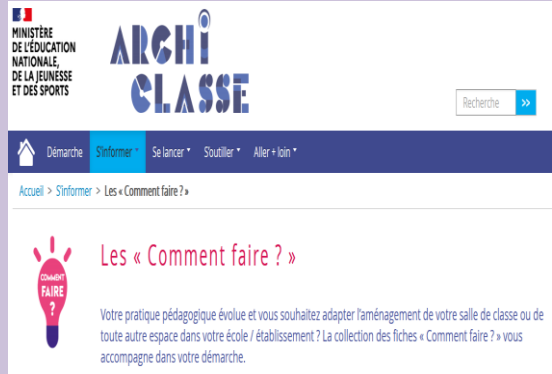 MINISTÈRE
DE L'ÉDUCATION
NATIONALE,
DE LA JEUNESSE
ET DES SPORTS
ARCHI
CLASSE
Recherche »
Démarche S'informer Se lancer S'outiller Aller + loin
Accueil > S'informer > Les « Comment faire ? »
COMMENT
FAIRE
?
Les « Comment faire ? »
Votre pratique pédagogique évolue et vous souhaitez adapter l'aménagement de votre salle de classe ou de
toute autre espace dans votre école / établissement ? La collection des fiches « Comment faire ? » vous
accompagne dans votre démarche.